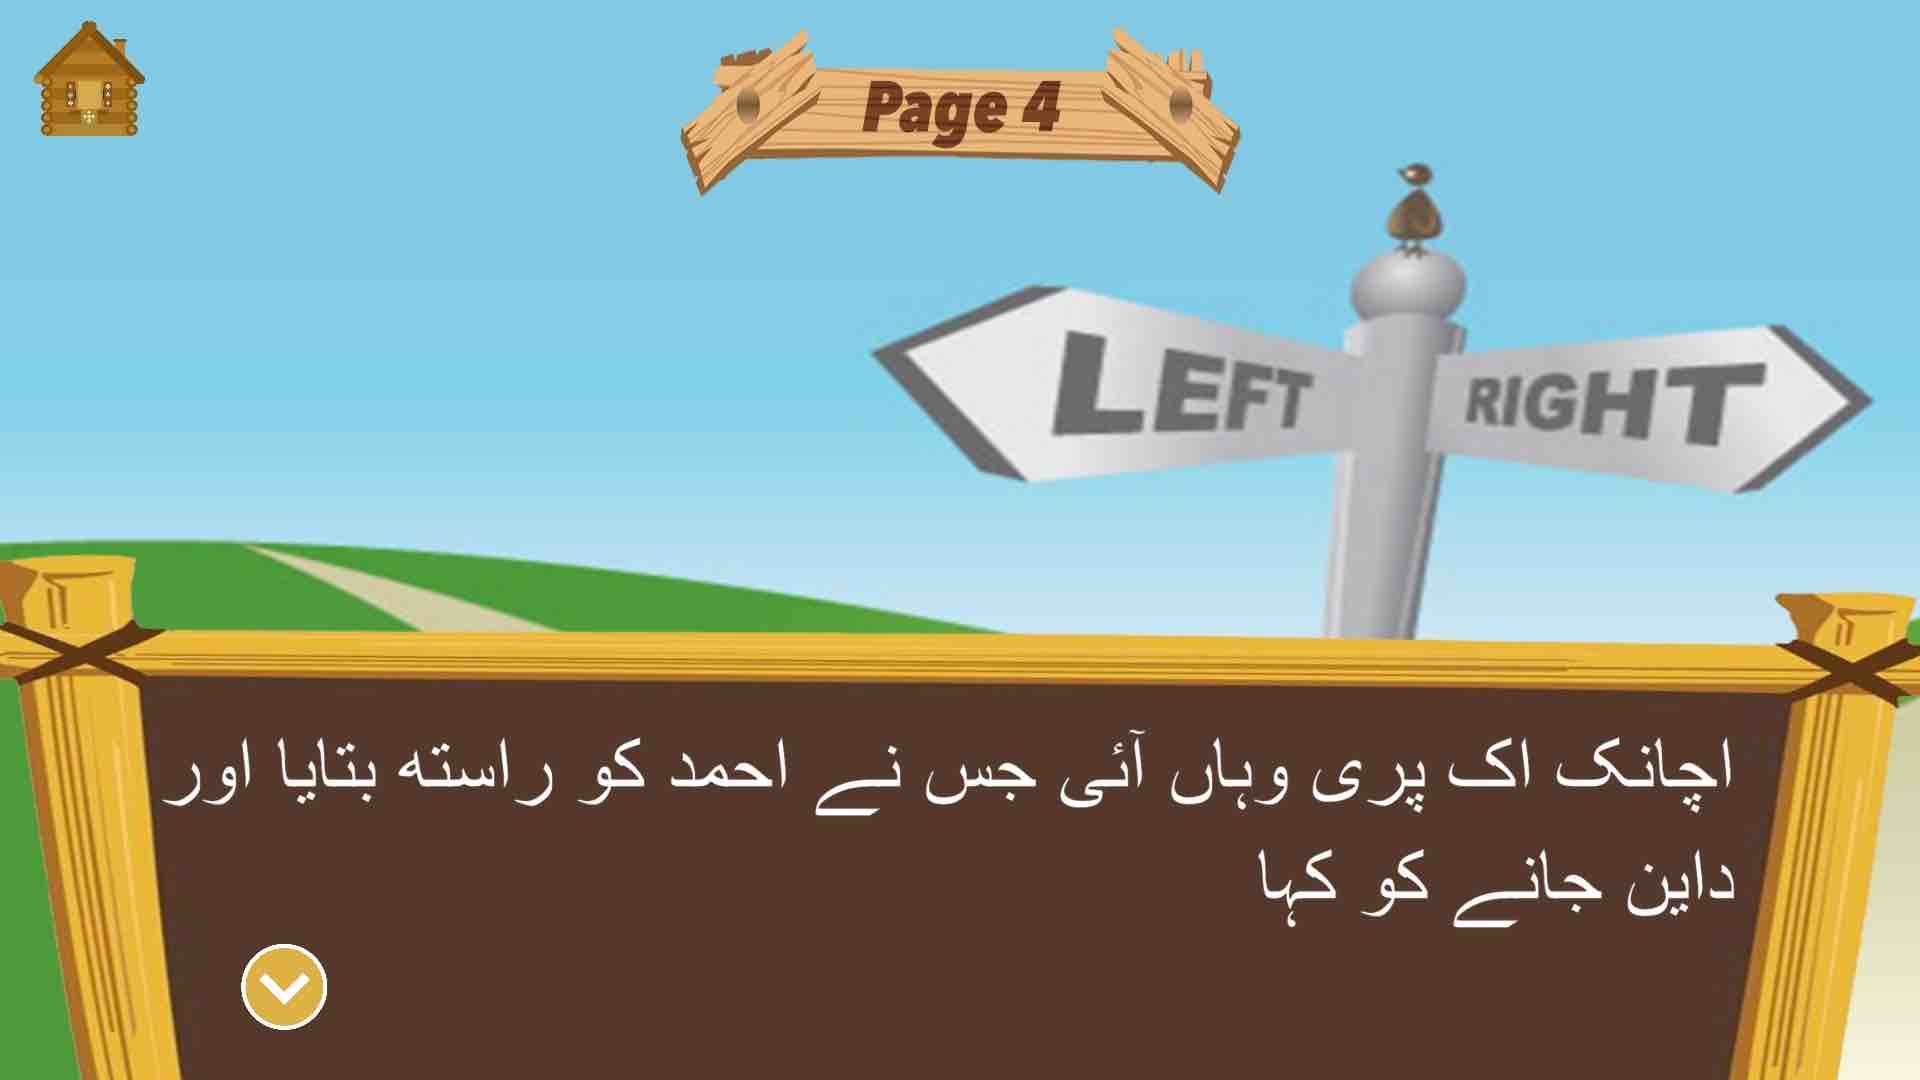 Page 4
LEFT
RIGHT
اچانک اک پری وہاں آئی جس نے احمد کو راستہ بتایا اور
داین جانے کو کہا